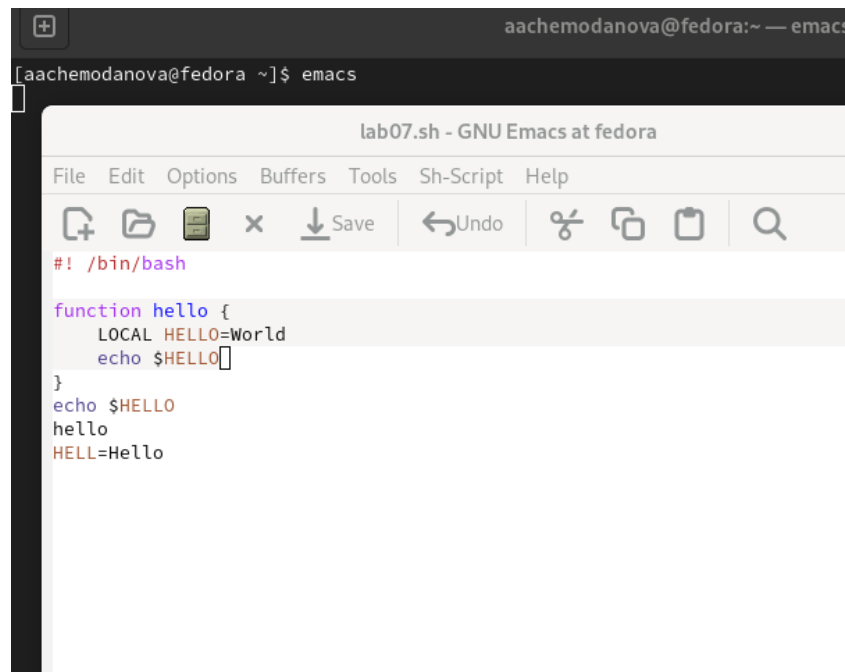 aachemodanova@fedora:~ — emacs
[aachemodanova@fedora ~]$ emacs
lab07.sh - GNU Emacs at fedora
File Edit Options Buffers Tools Sh-Script Help
Save Undo
#! /bin/bash
function hello {
    LOCAL HELLO=World
    echo $HELLO
}
echo $HELLO
hello
HELL=Hello